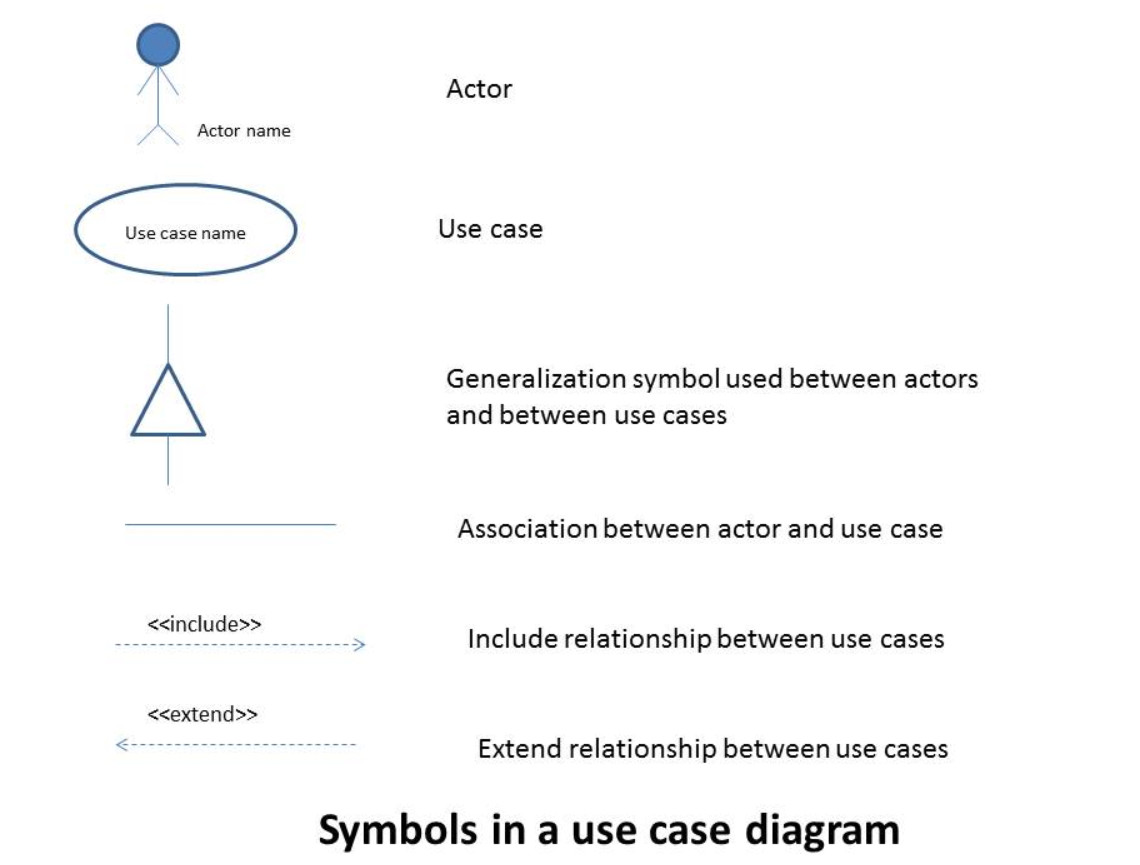 Actor
Actor name
Use case name
Use case
Generalization symbol used between actors
and between use cases
Association between actor and use case
<<include>>
Include relationship between use cases
<<extend>>
Extend relationship between use cases
Symbols in a use case diagram